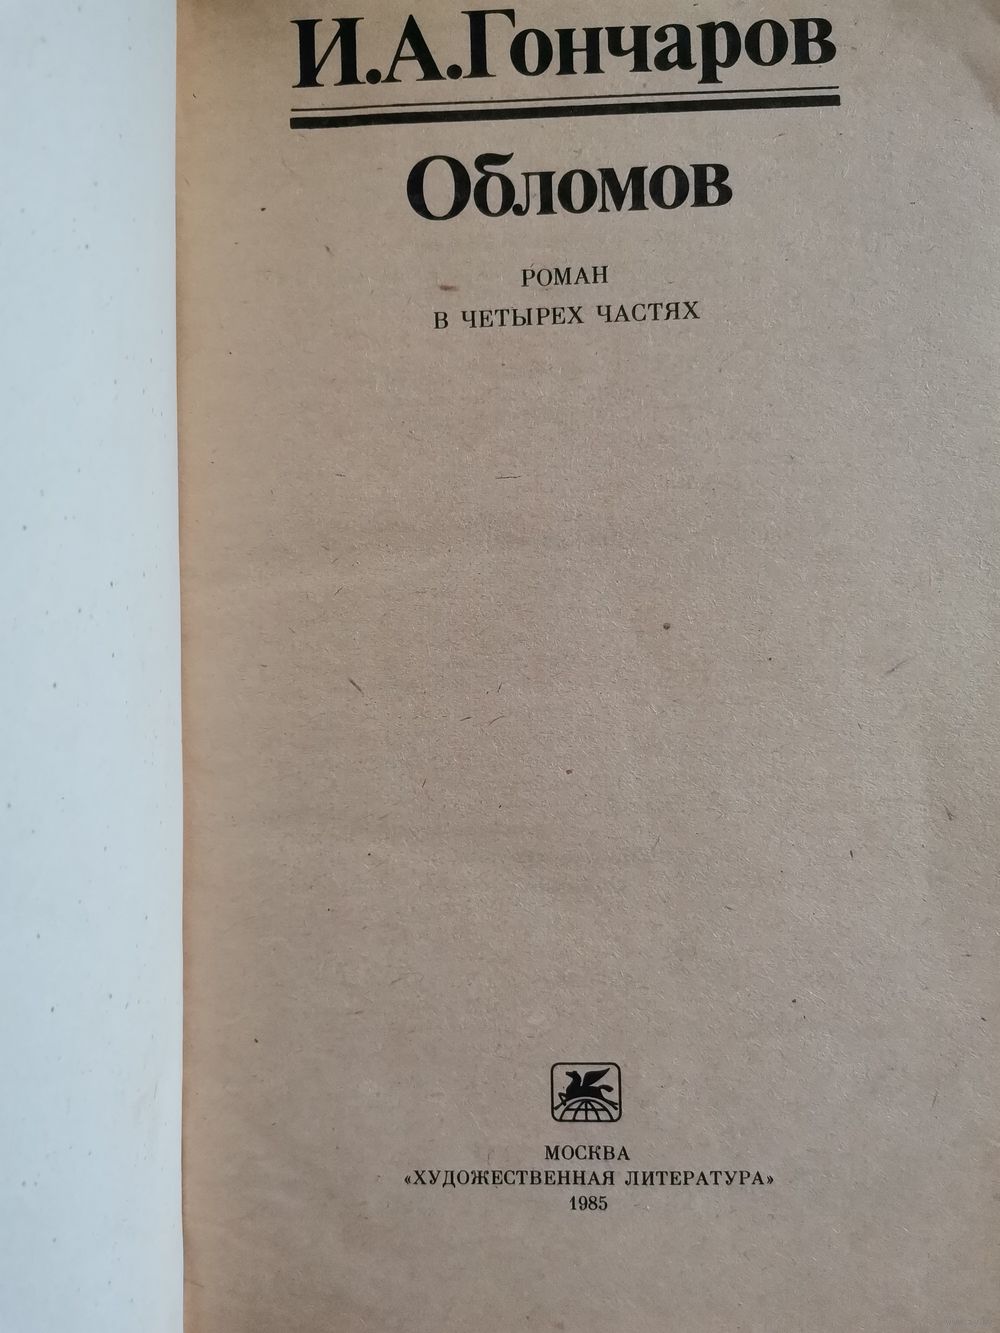 И.А.Гончаров
Обломов
РОМАН
В ЧЕТЫРЕХ ЧАСТЯХ
МОСКВА
«ХУДОЖЕСТВЕННАЯ ЛИТЕРАТУРА»
1985